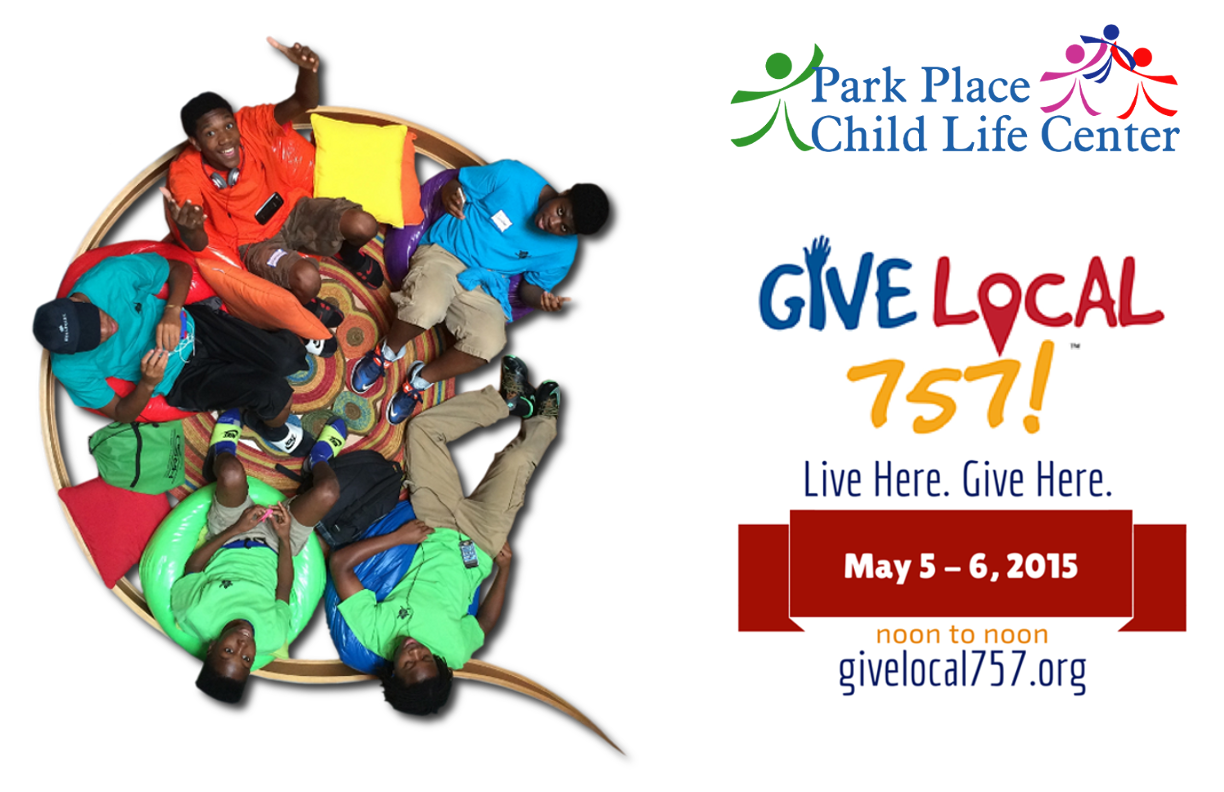 Park Place
Child Life Center
GIVE LOCAL
™
757!
Live Here. Give Here.
May 5 – 6, 2015
noon to noon
givelocal757.org